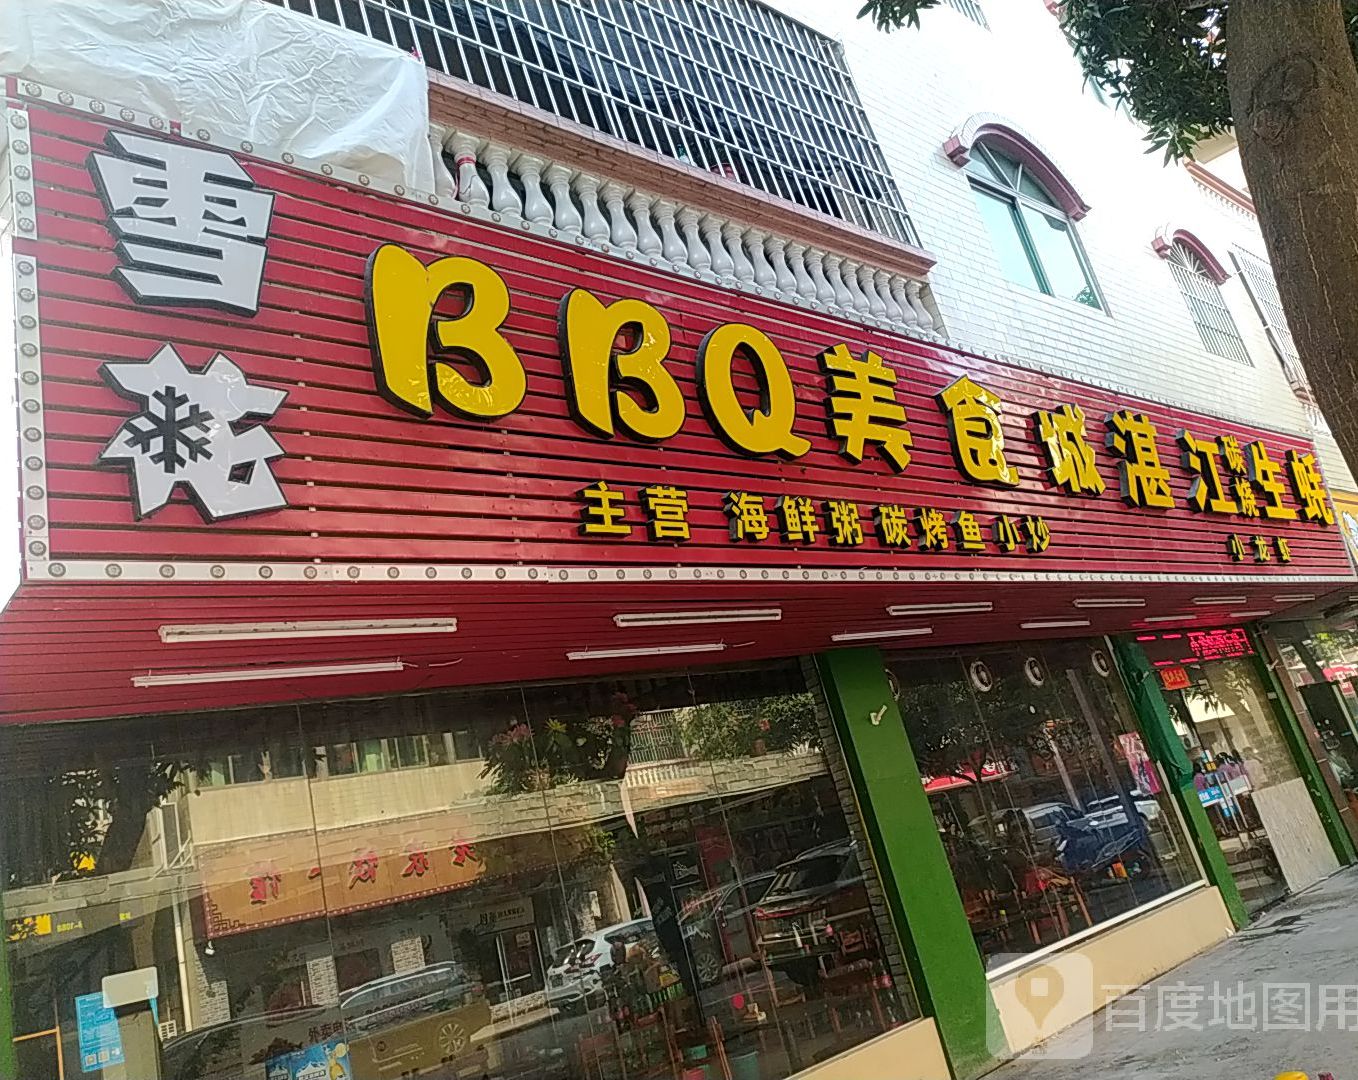 雪花
BBQ美食城湛江碳烧生蚝
主营 海鲜粥 碳烤鱼 小炒
小龙虾
百度地图用